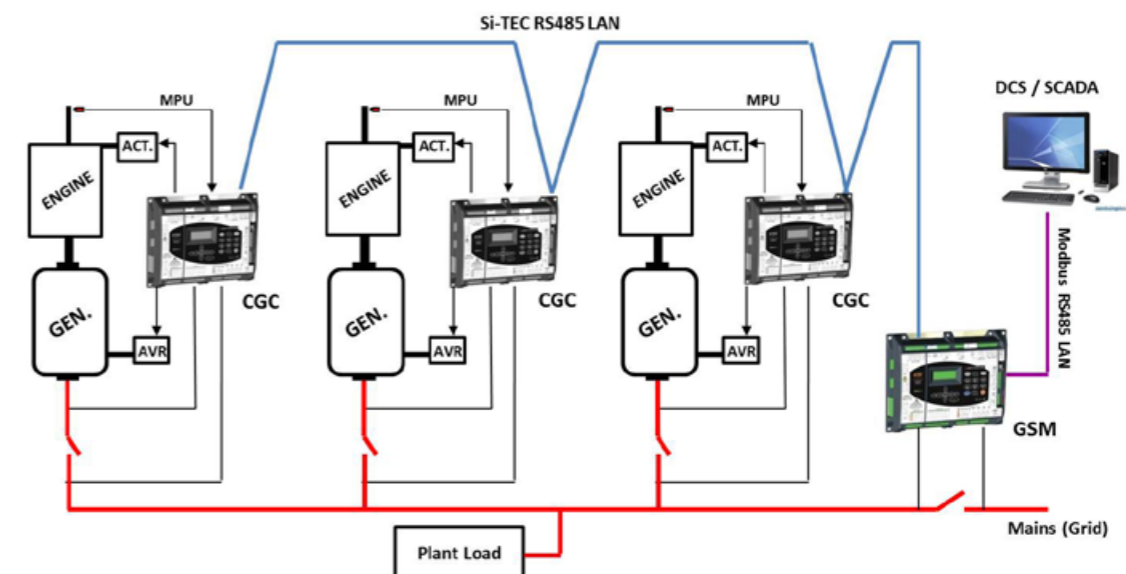 Si-TEC RS485 LAN
DCS / SCADA
MPU
MPU
MPU
ACT.
ACT.
ACT.
ENGINE
ENGINE
ENGINE
CGC
CGC
CGC
GEN.
GEN.
GEN.
AVR
AVR
AVR
Modbus RS485 LAN
GSM
Mains (Grid)
Plant Load